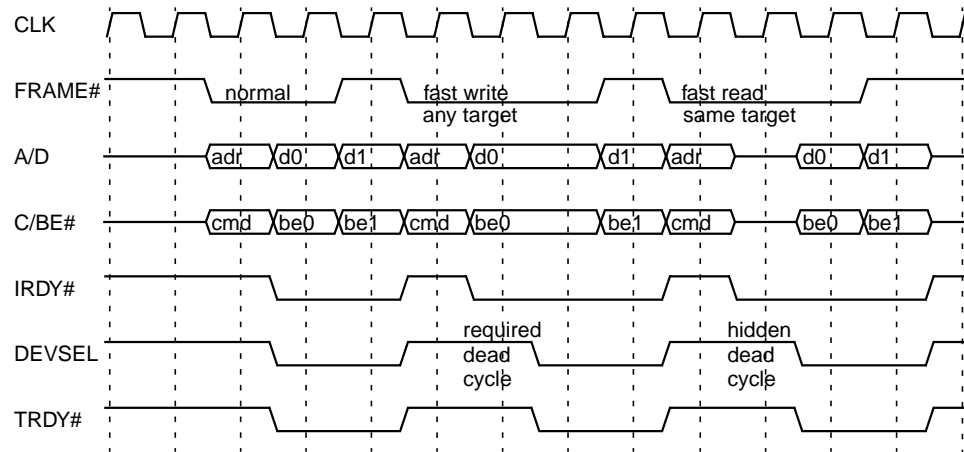 CLK
FRAME#
normal
fast write
any target
fast read
same target
A/D
adr d0 d1 adr d0 d1 adr d0 d1
C/BE#
cmd be0 be1 cmd be0 be1 cmd be0 be1
IRDY#
DEVSEL
required
dead
cycle
hidden
dead
cycle
TRDY#